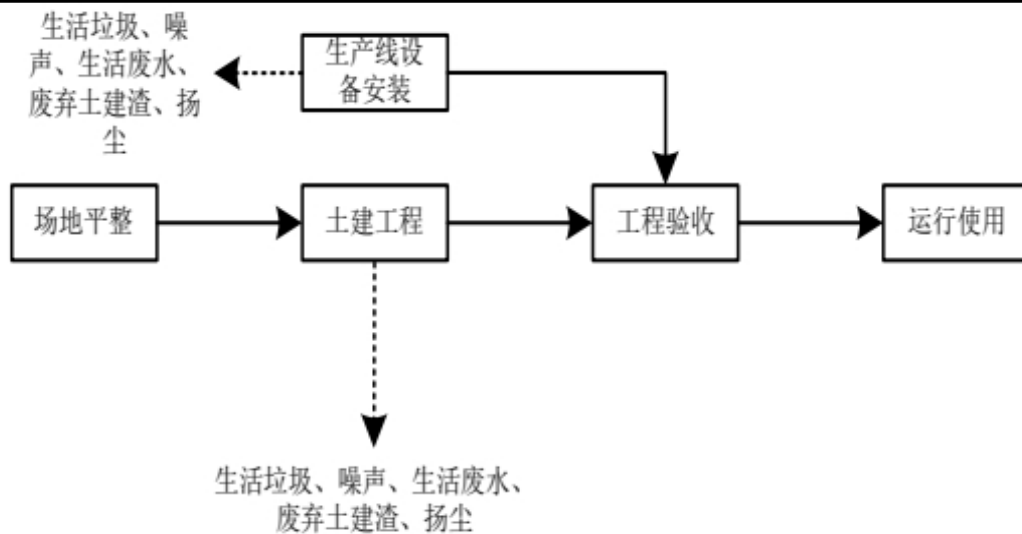 生活垃圾、噪
声、生活废水、
废弃土建渣、扬
尘
生产线设
备安装
场地平整
土建工程
工程验收
运行使用
生活垃圾、噪声、生活废水、
废弃土建渣、扬尘